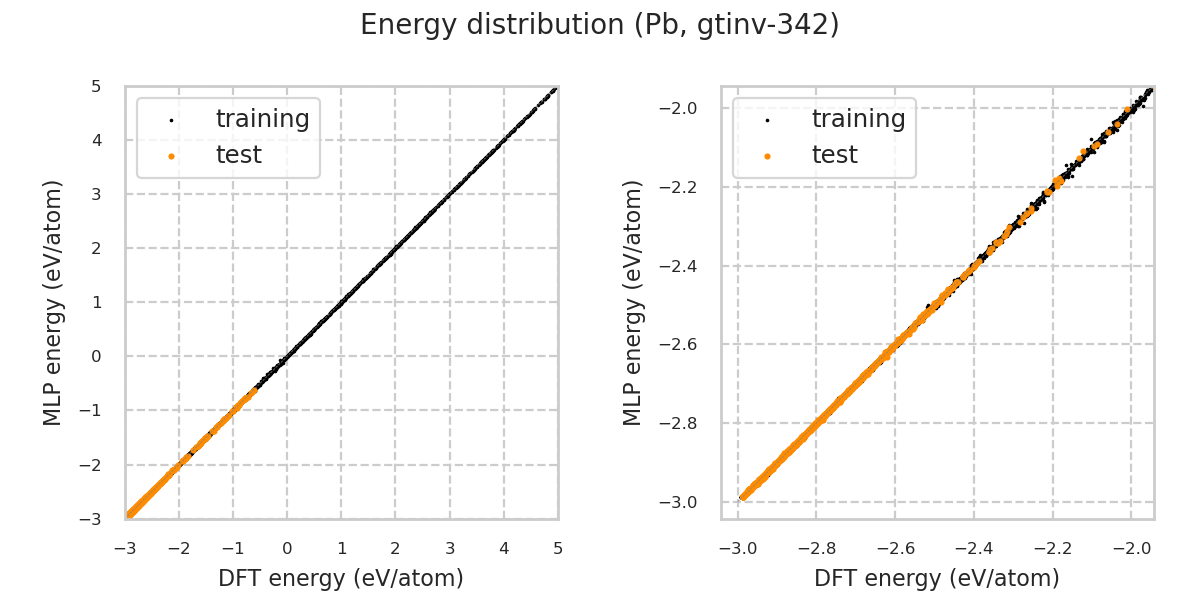 Energy distribution (Pb, gtinv-342)
training
test
MLP energy (eV/atom)
5
4
3
2
1
0
−1
−2
−3
−3 −2 −1 0 1 2 3 4 5
DFT energy (eV/atom)
training
test
MLP energy (eV/atom)
−2.0
−2.2
−2.4
−2.6
−2.8
−3.0
−3.0 −2.8 −2.6 −2.4 −2.2 −2.0
DFT energy (eV/atom)